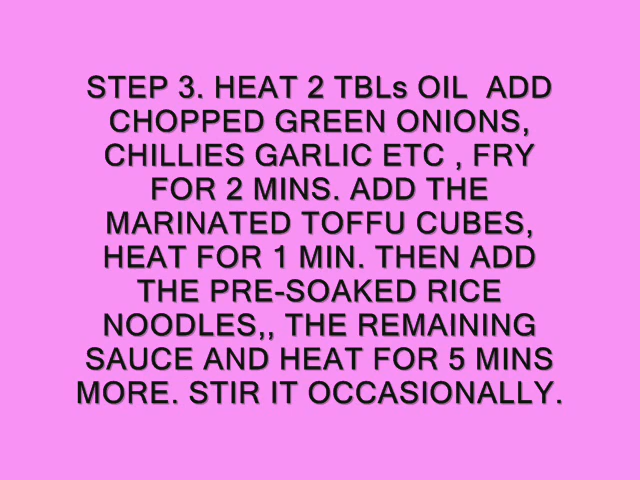 STEP 3. HEAT 2 TBLs OIL  ADD
CHOPPED GREEN ONIONS,
CHILLIES GARLIC ETC , FRY
FOR 2 MINS. ADD THE
MARINATED TOFFU CUBES,
HEAT FOR 1 MIN. THEN ADD
THE PRE-SOAKED RICE
NOODLES,, THE REMAINING
SAUCE AND HEAT FOR 5 MINS
MORE. STIR IT OCCASIONALLY.